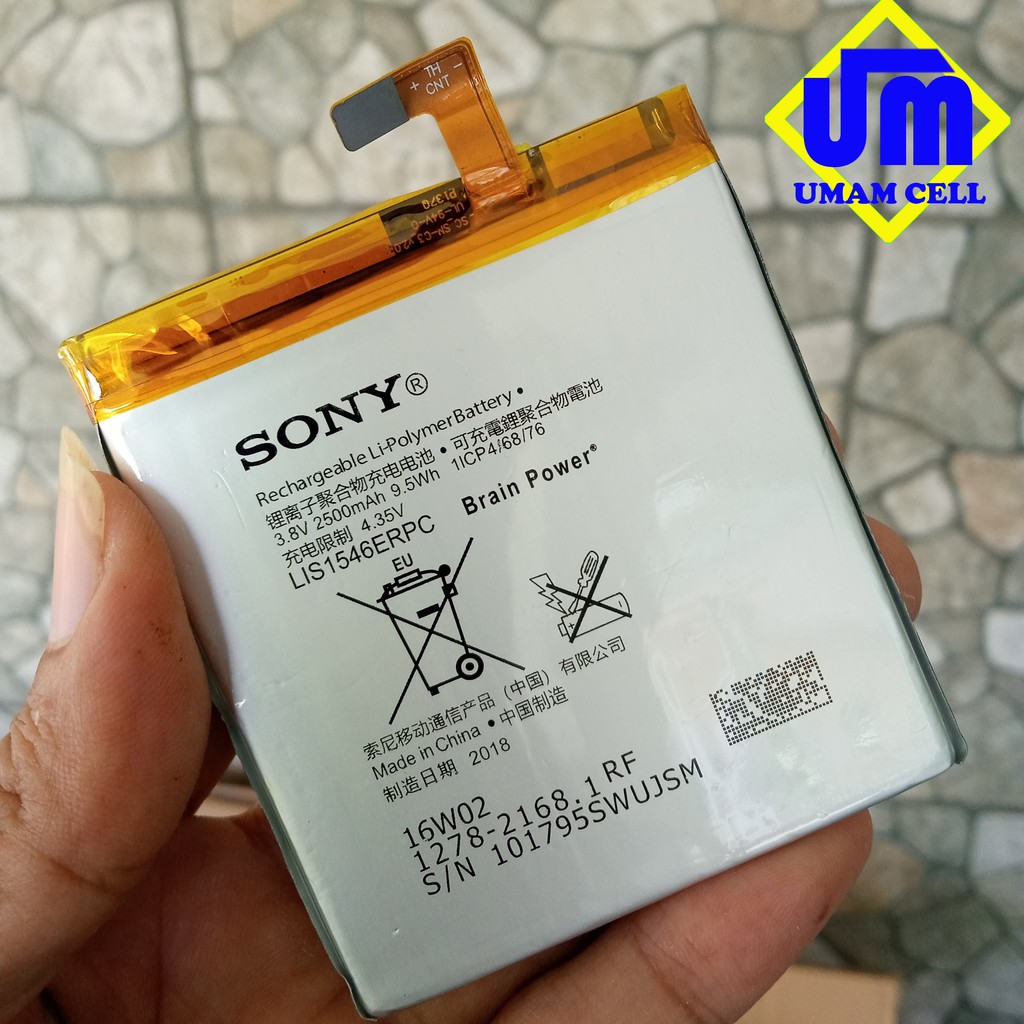 UM
UMAM CELL
+ TH -
CNT
P1370
UL-94V-0
SONY®
Rechargeable Li-Polymer Battery •
锂离子聚合物充电电池 • 可充電鋰聚合物電池
3.8V 2500mAh 9.5Wh 1ICP4/68/76
充电限制 4.35V
LIS1546ERPC Brain Power®
EU
索尼移动通信产品（中国）有限公司
Made in China • 中国制造
制造日期 2018
16W02
1278-2168.1 RF
S/N 101795SWUJSM